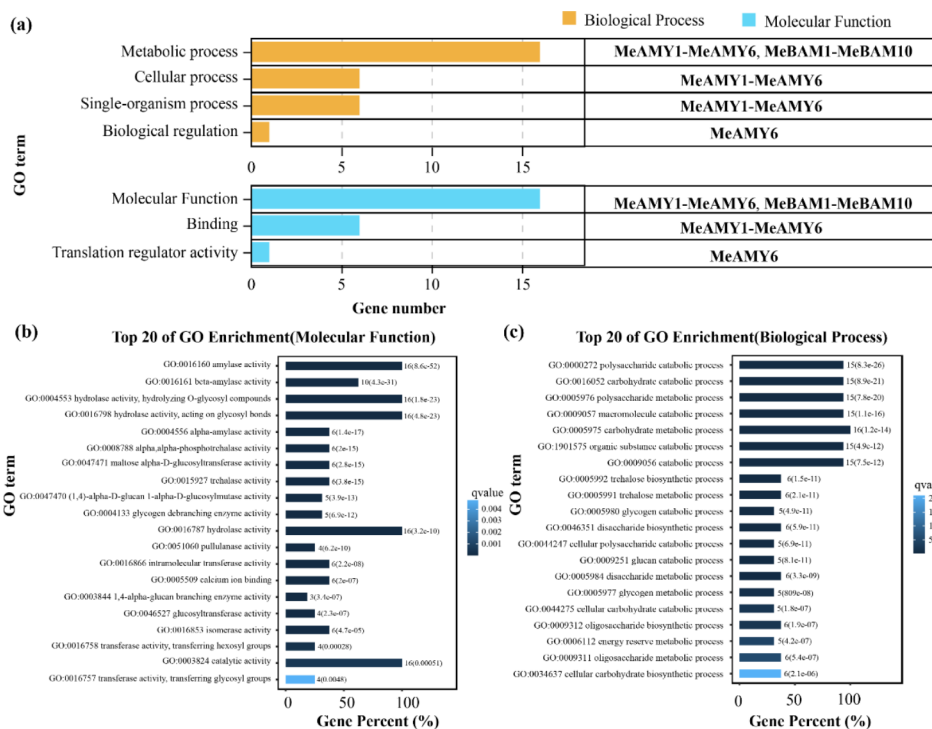 (a)
Biological Process
Molecular Function
Metabolic process
MeAMY1-MeAMY6, MeBAM1-MeBAM10
Cellular process
MeAMY1-MeAMY6
Single-organism process
MeAMY1-MeAMY6
Biological regulation
MeAMY6
0 5 10 15
GO term
Molecular Function
MeAMY1-MeAMY6, MeBAM1-MeBAM10
Binding
MeAMY1-MeAMY6
Translation regulator activity
MeAMY6
0 5 10 15
Gene number
(b)
Top 20 of GO Enrichment(Molecular Function)
GO:0016160 amylase activity 16(8.6e-52)
GO:0016161 beta-amylase activity 10(4.3e-31)
GO:0004553 hydrolase activity, hydrolyzing O-glycosyl compounds 16(1.8e-23)
GO:0016798 hydrolase activity, acting on glycosyl bonds 16(4.8e-23)
GO:0004556 alpha-amylase activity 6(1.4e-17)
GO:0008788 alpha,alpha-phosphotrehalase activity 6(2e-15)
GO:0047471 maltose alpha-D-glucosyltransferase activity 6(2.8e-15)
GO:0015927 trehalase activity 6(3.8e-15)
GO:0047470 (1,4)-alpha-D-glucan 1-alpha-D-glucosylmutase activity 5(3.9e-13)
GO:0004133 glycogen debranching enzyme activity 5(6.9e-12)
GO:0016787 hydrolase activity 16(3.2e-10)
GO:0051060 pullulanase activity 4(6.2e-10)
GO:0016866 intramolecular transferase activity 6(2.2e-08)
GO:0005509 calcium ion binding 6(2e-07)
GO:0003844 1,4-alpha-glucan branching enzyme activity 3(3.4e-07)
GO:0046527 glucosyltransferase activity 4(2.3e-07)
GO:0016853 isomerase activity 6(4.7e-05)
GO:0016758 transferase activity, transferring hexosyl groups 4(0.00028)
GO:0003824 catalytic activity 16(0.00051)
GO:0016757 transferase activity, transferring glycosyl groups 4(0.0048)
GO term
0 50 100
Gene Percent (%)
qvalue
0.004
0.003
0.002
0.001
(c)
Top 20 of GO Enrichment(Biological Process)
GO:0000272 polysaccharide catabolic process 15(8.3e-26)
GO:0016052 carbohydrate catabolic process 15(8.9e-21)
GO:0005976 polysaccharide metabolic process 15(7.8e-20)
GO:0009057 macromolecule catabolic process 15(1.1e-16)
GO:0005975 carbohydrate metabolic process 16(1.2e-14)
GO:1901575 organic substance catabolic process 15(4.9e-12)
GO:0009056 catabolic process 15(7.5e-12)
GO:0005992 trehalose biosynthetic process 6(1.5e-11)
GO:0005991 trehalose metabolic process 6(2.1e-11)
GO:0005980 glycogen catabolic process 5(4.9e-11)
GO:0046351 disaccharide biosynthetic process 6(5.9e-11)
GO:0044247 cellular polysaccharide catabolic process 5(6.9e-11)
GO:0009251 glucan catabolic process 5(8.1e-11)
GO:0005984 disaccharide metabolic process 6(3.3e-09)
GO:0005977 glycogen metabolic process 5(809e-08)
GO:0044275 cellular carbohydrate catabolic process 5(1.8e-07)
GO:0009312 oligosaccharide biosynthetic process 6(1.9e-07)
GO:0006112 energy reserve metabolic process 5(4.2e-07)
GO:0009311 oligosaccharide metabolic process 6(5.4e-07)
GO:0034637 cellular carbohydrate biosynthetic process 6(2.1e-06)
GO term
0 50 100
Gene Percent (%)
qva